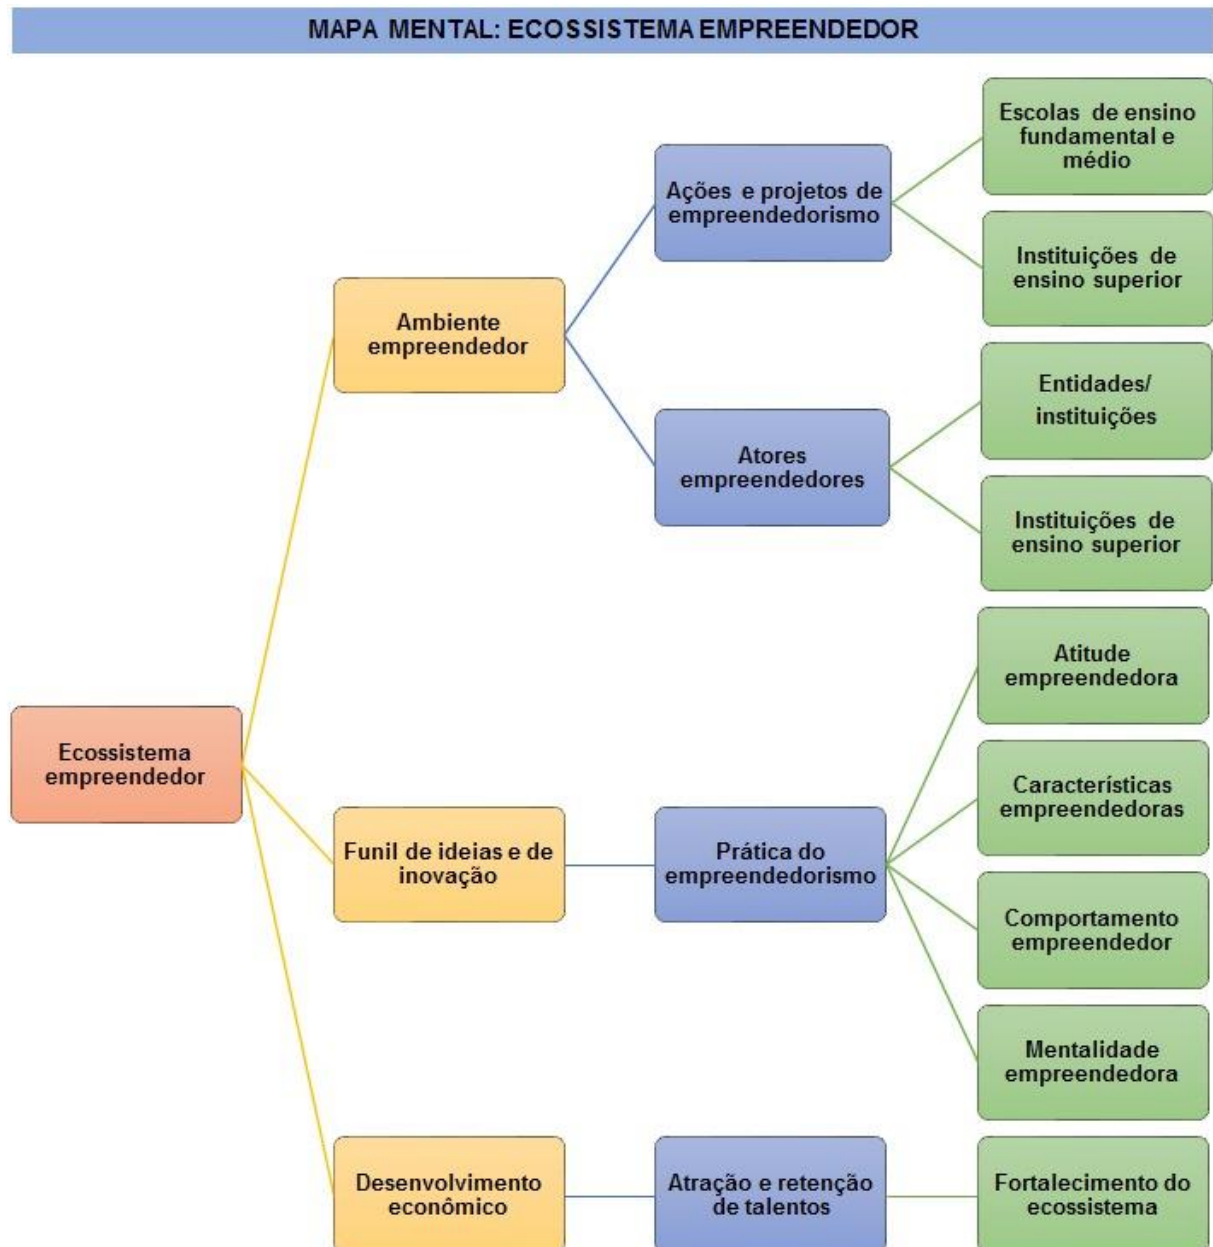 MAPA MENTAL: ECOSSISTEMA EMPREENDEDOR
Ecossistema
empreendedor
Ambiente
empreendedor
Ações e projetos de
empreendedorismo
Escolas de ensino
fundamental e
médio
Instituições de
ensino superior
Atores
empreendedores
Entidades/
instituições
Instituições de
ensino superior
Funil de ideias e de
inovação
Prática do
empreendedorismo
Atitude
empreendedora
Características
empreendedoras
Comportamento
empreendedor
Mentalidade
empreendedora
Desenvolvimento
econômico
Atração e retenção
de talentos
Fortalecimento do
ecossistema